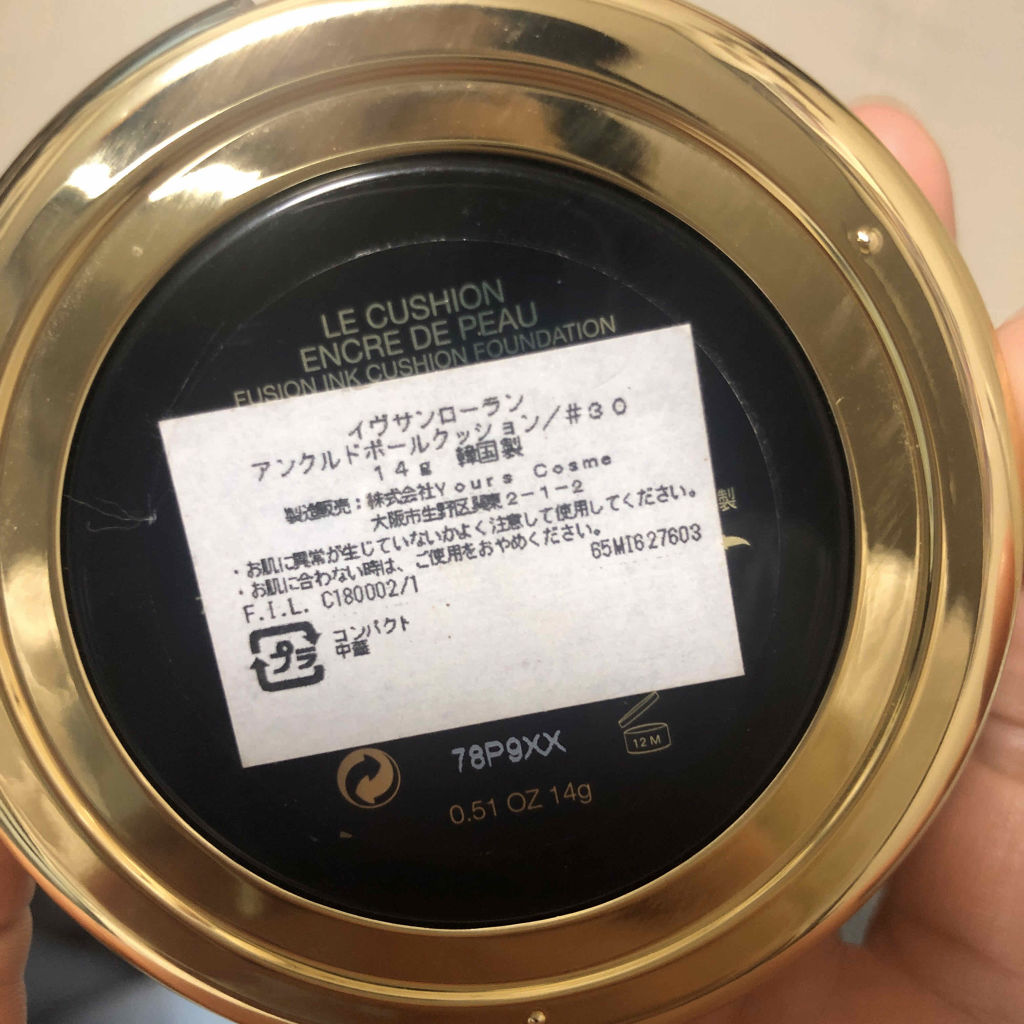 LE CUSHION
ENCRE DE PEAU
FUSION INK CUSHION FOUNDATION
イヴサンローラン
アンクルドポールクッション/#30
14g 韓国製
製造販売:株式会社Yours Cosme
大阪市生野区巽東2-1-2
・お肌に異常が生じていないかよく注意して使用してください。
・お肌に合わない時は、ご使用をおやめください。
65MI627603
F.I.L. C180002/1
プラ
コンパクト
中蓋
製
78P9XX
12 M
0.51 OZ 14g